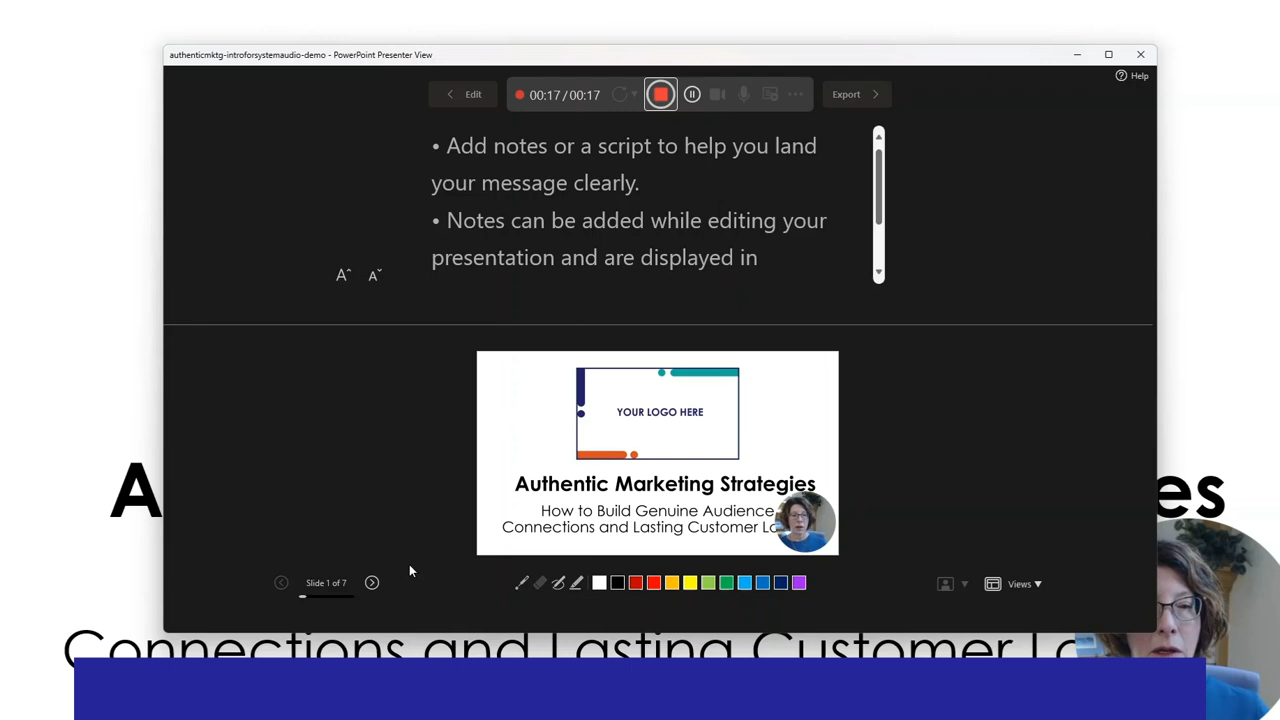 authenticmktg-introforsystemaudio-demo - PowerPoint Presenter View
Help
Edit
00:17/00:17
Export
• Add notes or a script to help you land
your message clearly.
• Notes can be added while editing your
presentation and are displayed in
A A
YOUR LOGO HERE
Authentic Marketing Strategies
How to Build Genuine Audience
Connections and Lasting Customer Lo
A
es
Slide 1 of 7
Views
Connections and Lasting Customer Lo